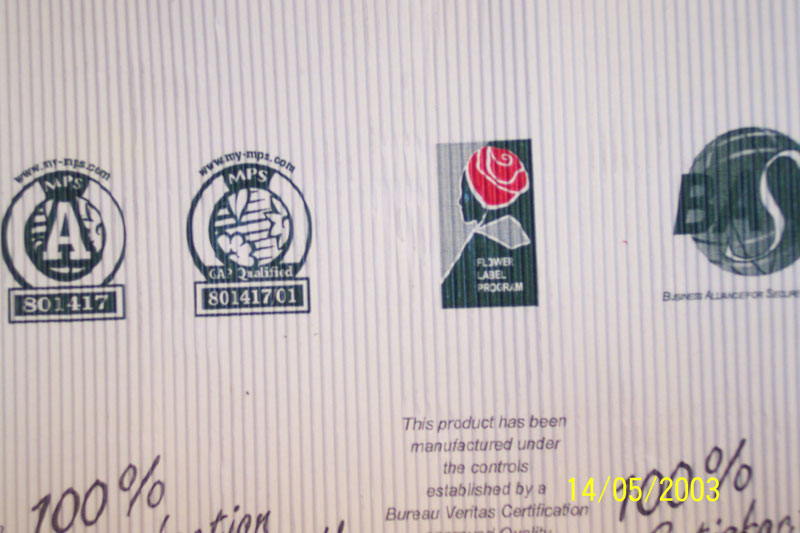 www.my-mps.com
MPS
A
801417
www.my-mps.com
MPS
GAP Qualified
80141701
FLOWER
LABEL
PROGRAM
BAS
BUSINESS ALLIANCE FOR SECURE
This product has been
manufactured under
the controls
established by a
Bureau Veritas Certification
Quality
100%
100%
14/05/2003